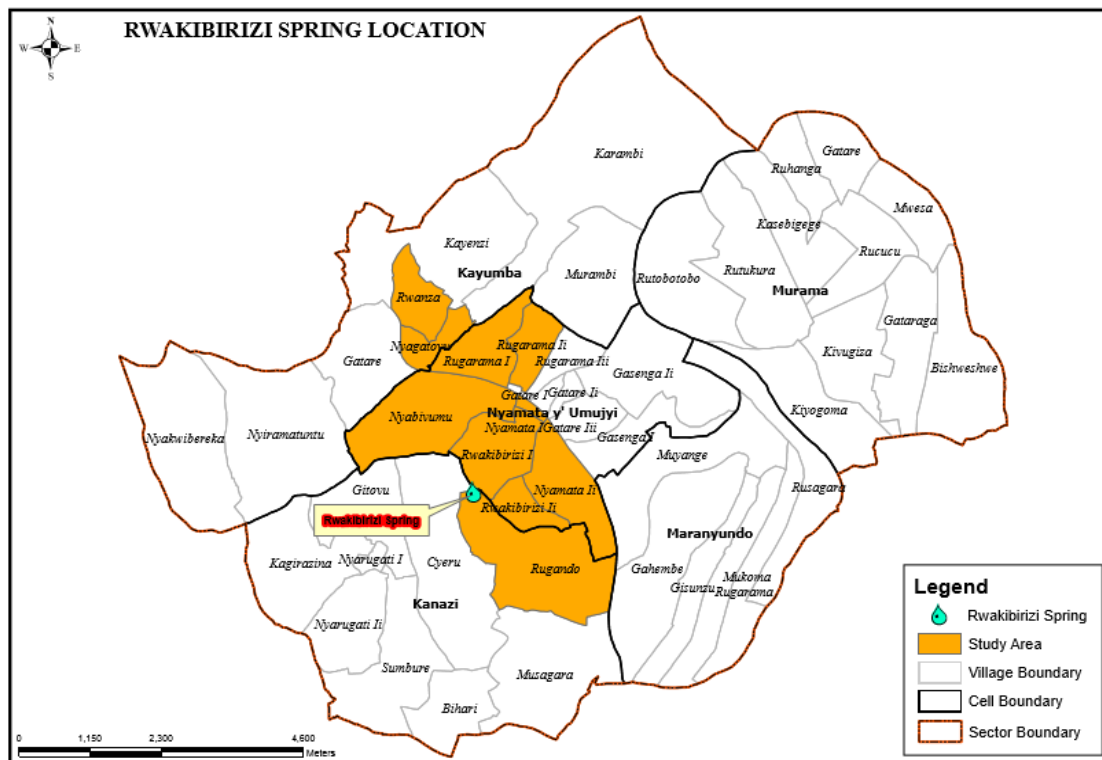 RWAKIBIRIZI SPRING LOCATION
N
W
E
S
Karambi
Gatare
Ruhanga
Mwesa
Kasebigege
Rucucu
Kayenzi
Kayumba
Murambi
Rutobotobo
Rutukura
Murama
Rwanza
Gataraga
Nyagatovu
Rugarama I
Rugarama Ii
Rugarama Iii
Gatare
Kivugiza
Bishweshwe
Gasenga Ii
Gatare I
Gatare Ii
Kiyogoma
Nyabivumu
Nyamata y' Umujyi
Nyamata I
Gatare Iii
Gasenga I
Nyakwibereka
Nyiramatuntu
Rwakibirizi I
Muyange
Gitovu
Nyamata Ii
Rusagara
Rwakibirizi Ii
Rwakibirizi Spring
Maranyundo
Kagirazina
Nyarugati I
Cyeru
Rugando
Gahembe
Gisunzu
Mukoma
Rugarama
Kanazi
Nyarugati Ii
Sumbure
Musagara
Bihari
Legend
Rwakibirizi Spring
Study Area
Village Boundary
Cell Boundary
Sector Boundary
0 1,150 2,300 4,600
Meters